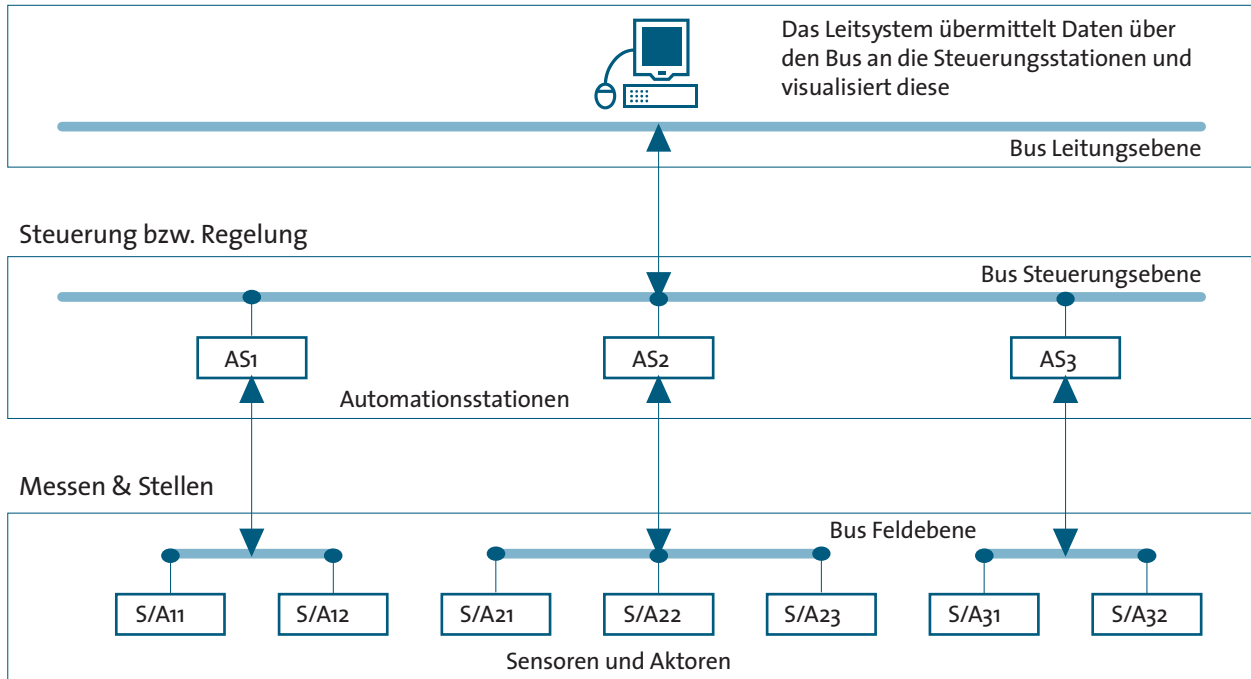 Das Leitsystem übermittelt Daten über
den Bus an die Steuerungsstationen und
visualisiert diese
Bus Leitungsebene
Steuerung bzw. Regelung
Bus Steuerungsebene
AS1
AS2
AS3
Automationsstationen
Messen & Stellen
Bus Feldebene
S/A11
S/A12
S/A21
S/A22
S/A23
S/A31
S/A32
Sensoren und Aktoren